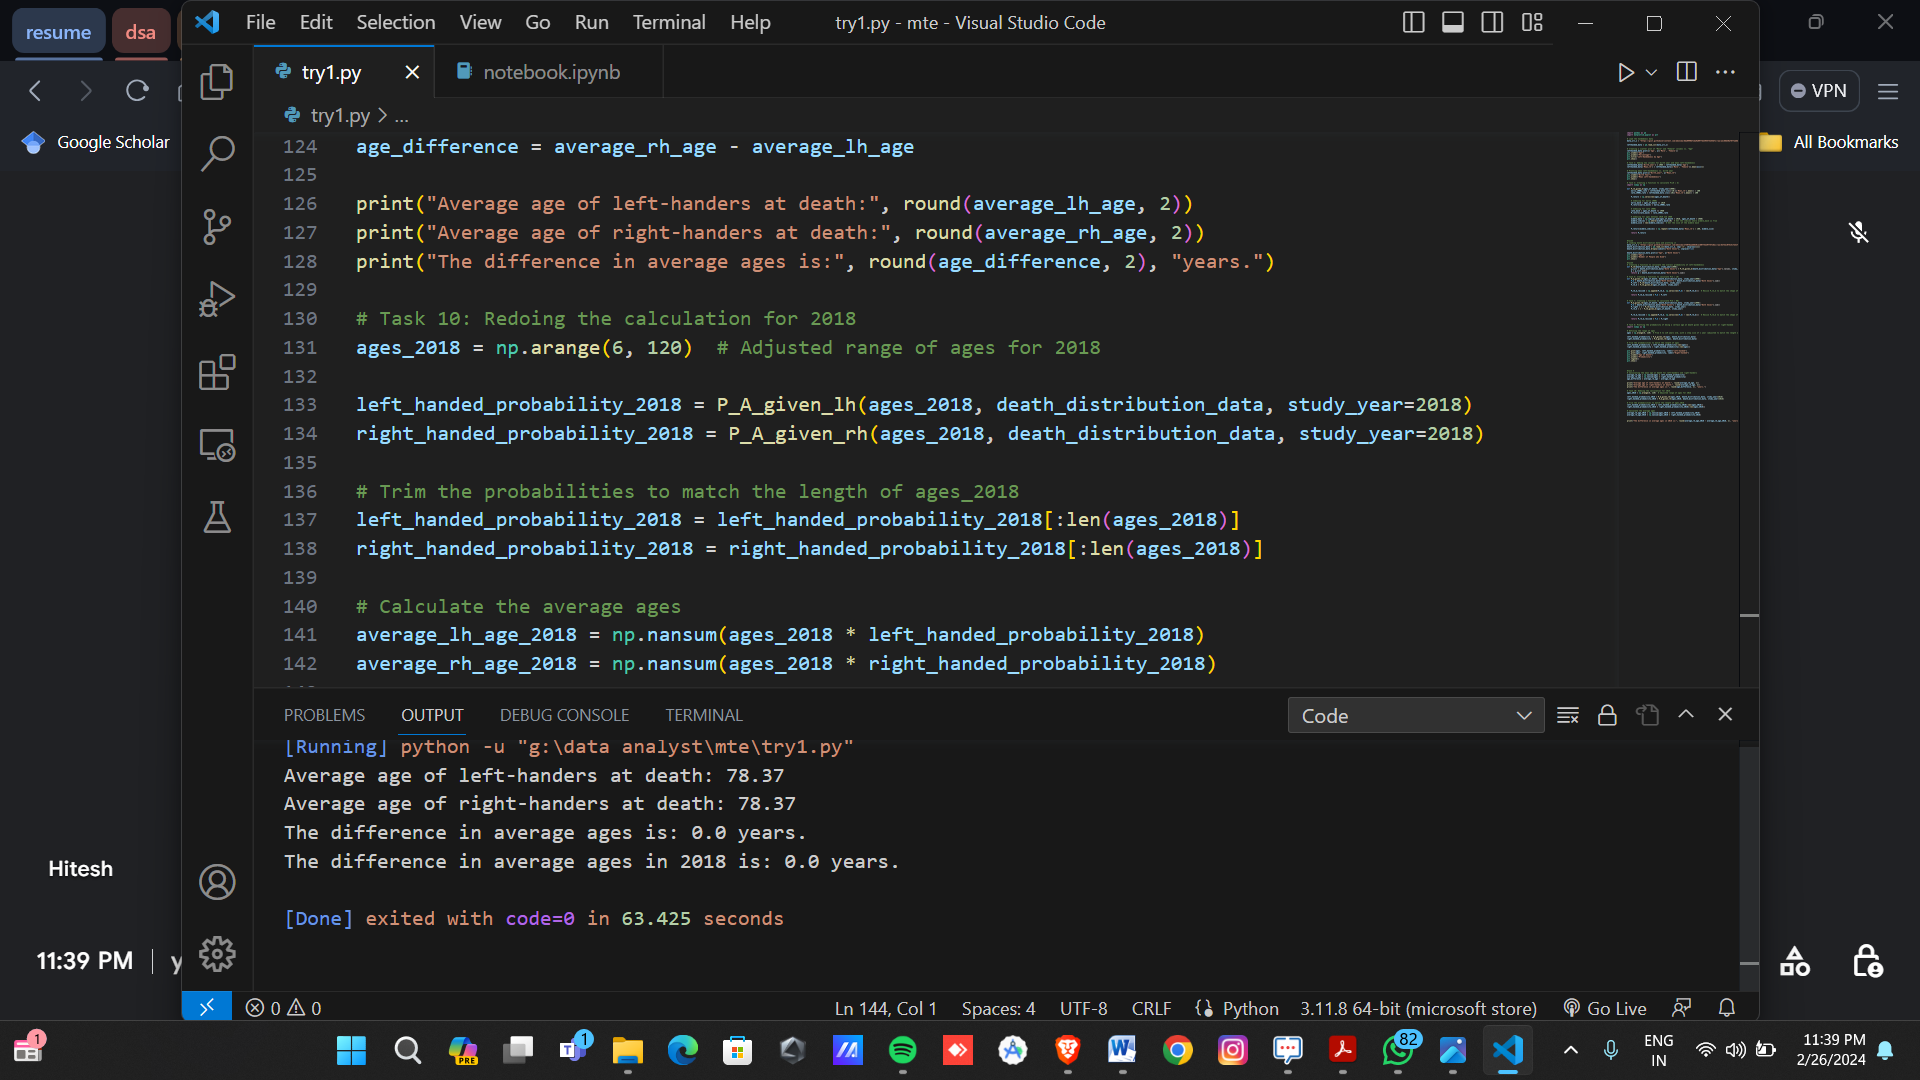 resume
dsa
File Edit Selection View Go Run Terminal Help
try1.py - mte - Visual Studio Code
try1.py
notebook.ipynb
VPN
Google Scholar
All Bookmarks
try1.py > ...
124 age_difference = average_rh_age - average_lh_age
125
126 print("Average age of left-handers at death:", round(average_lh_age, 2))
127 print("Average age of right-handers at death:", round(average_rh_age, 2))
128 print("The difference in average ages is:", round(age_difference, 2), "years.")
129
130 # Task 10: Redoing the calculation for 2018
131 ages_2018 = np.arange(6, 120)  # Adjusted range of ages for 2018
132
133 left_handed_probability_2018 = P_A_given_lh(ages_2018, death_distribution_data, study_year=2018)
134 right_handed_probability_2018 = P_A_given_rh(ages_2018, death_distribution_data, study_year=2018)
135
136 # Trim the probabilities to match the length of ages_2018
137 left_handed_probability_2018 = left_handed_probability_2018[:len(ages_2018)]
138 right_handed_probability_2018 = right_handed_probability_2018[:len(ages_2018)]
139
140 # Calculate the average ages
141 average_lh_age_2018 = np.nansum(ages_2018 * left_handed_probability_2018)
142 average_rh_age_2018 = np.nansum(ages_2018 * right_handed_probability_2018)
PROBLEMS OUTPUT DEBUG CONSOLE TERMINAL
Code
[Running] python -u "g:\data analyst\mte\try1.py"
Average age of left-handers at death: 78.37
Average age of right-handers at death: 78.37
The difference in average ages is: 0.0 years.
The difference in average ages in 2018 is: 0.0 years.
[Done] exited with code=0 in 63.425 seconds
Hitesh
11:39 PM | y
0 0
Ln 144, Col 1 Spaces: 4 UTF-8 CRLF Python 3.11.8 64-bit (microsoft store) Go Live
1
PRE
1
82
ENG
IN
11:39 PM
2/26/2024